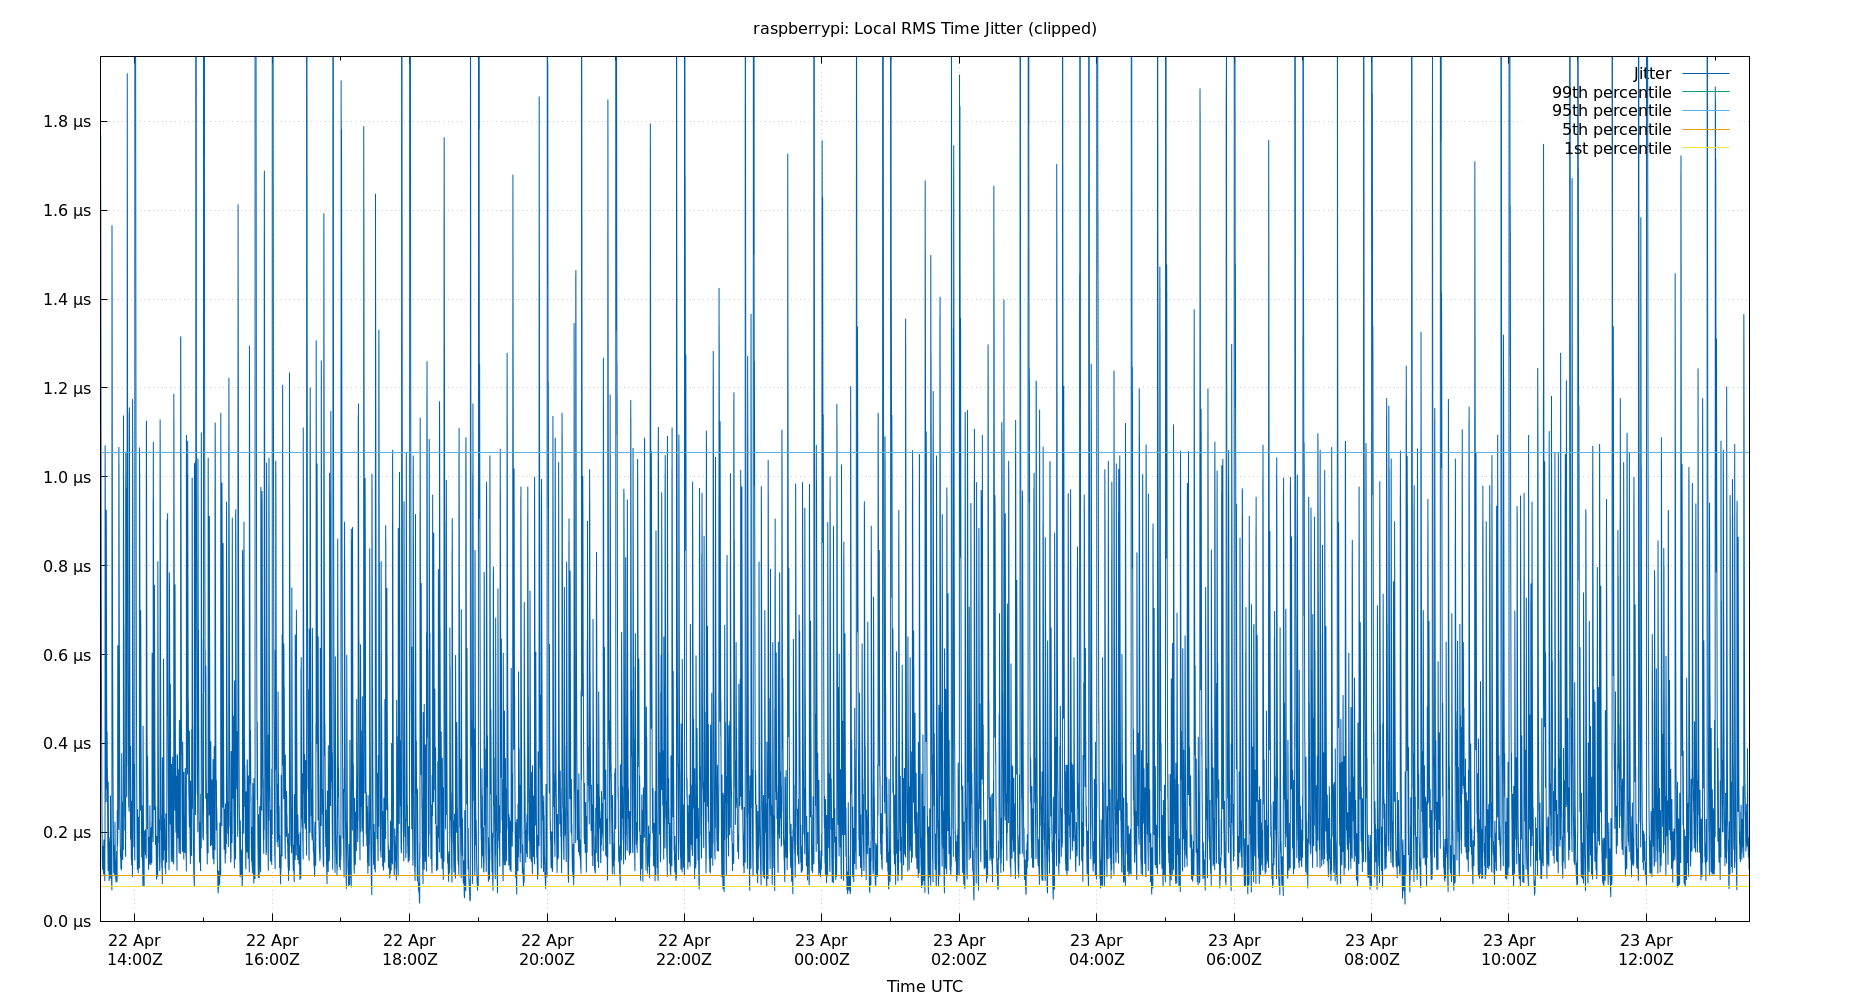 raspberrypi: Local RMS Time Jitter (clipped)
Jitter
99th percentile
95th percentile
5th percentile
1st percentile
1.8 µs
1.6 µs
1.4 µs
1.2 µs
1.0 µs
0.8 µs
0.6 µs
0.4 µs
0.2 µs
0.0 µs
22 Apr 22 Apr 22 Apr 22 Apr 22 Apr 23 Apr 23 Apr 23 Apr 23 Apr 23 Apr 23 Apr 23 Apr
14:00Z 16:00Z 18:00Z 20:00Z 22:00Z 00:00Z 02:00Z 04:00Z 06:00Z 08:00Z 10:00Z 12:00Z
Time UTC